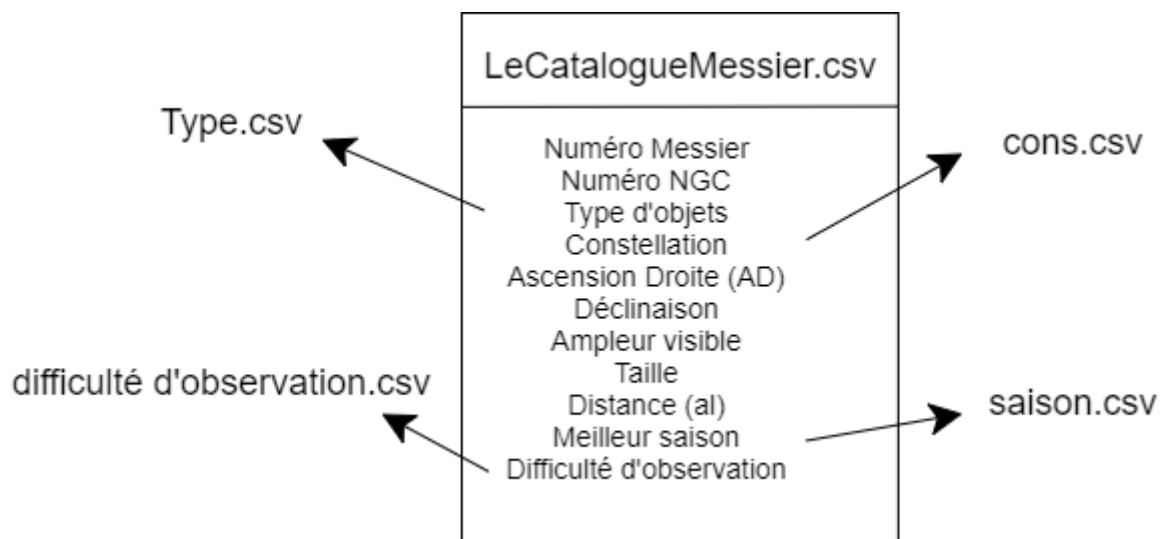 LeCatalogueMessier.csv
Type.csv
cons.csv
Numéro Messier
Numéro NGC
Type d'objets
Constellation
Ascension Droite (AD)
Déclinaison
Ampleur visible
Taille
Distance (al)
Meilleur saison
Difficulté d'observation
difficulté d'observation.csv
saison.csv